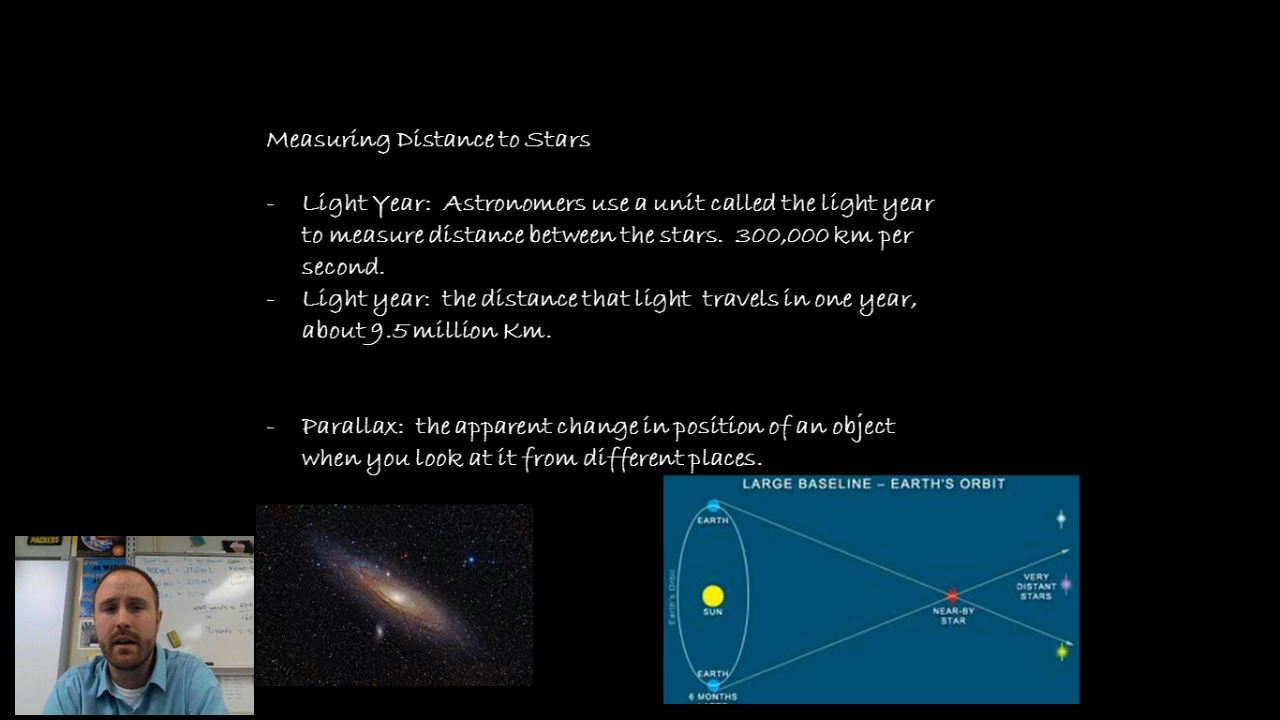 Measuring Distance to Stars
- Light Year: Astronomers use a unit called the light year
to measure distance between the stars. 300,000 km per
second.
- Light year: the distance that light travels in one year,
about 9.5 million Km.
- Parallax: the apparent change in position of an object
when you look at it from different places.
LARGE BASELINE – EARTH'S ORBIT
EARTH
Earth's Orbit
SUN
NEAR-BY
STAR
VERY
DISTANT
STARS
EARTH
6 MONTHS
PACKERS